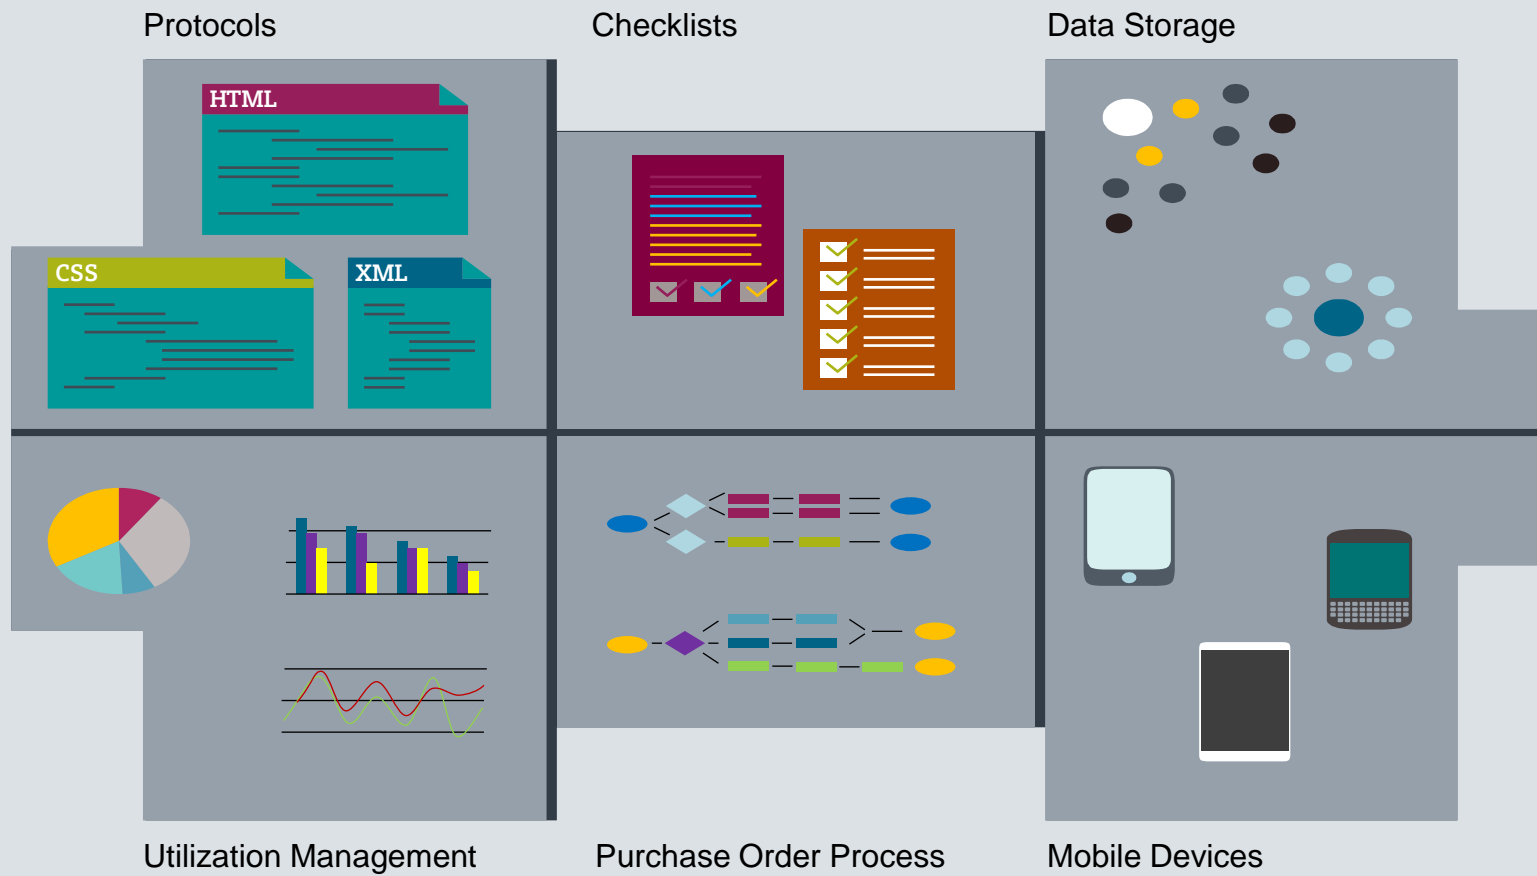 Protocols
Checklists
Data Storage
HTML
CSS
XML
Utilization Management
Purchase Order Process
Mobile Devices